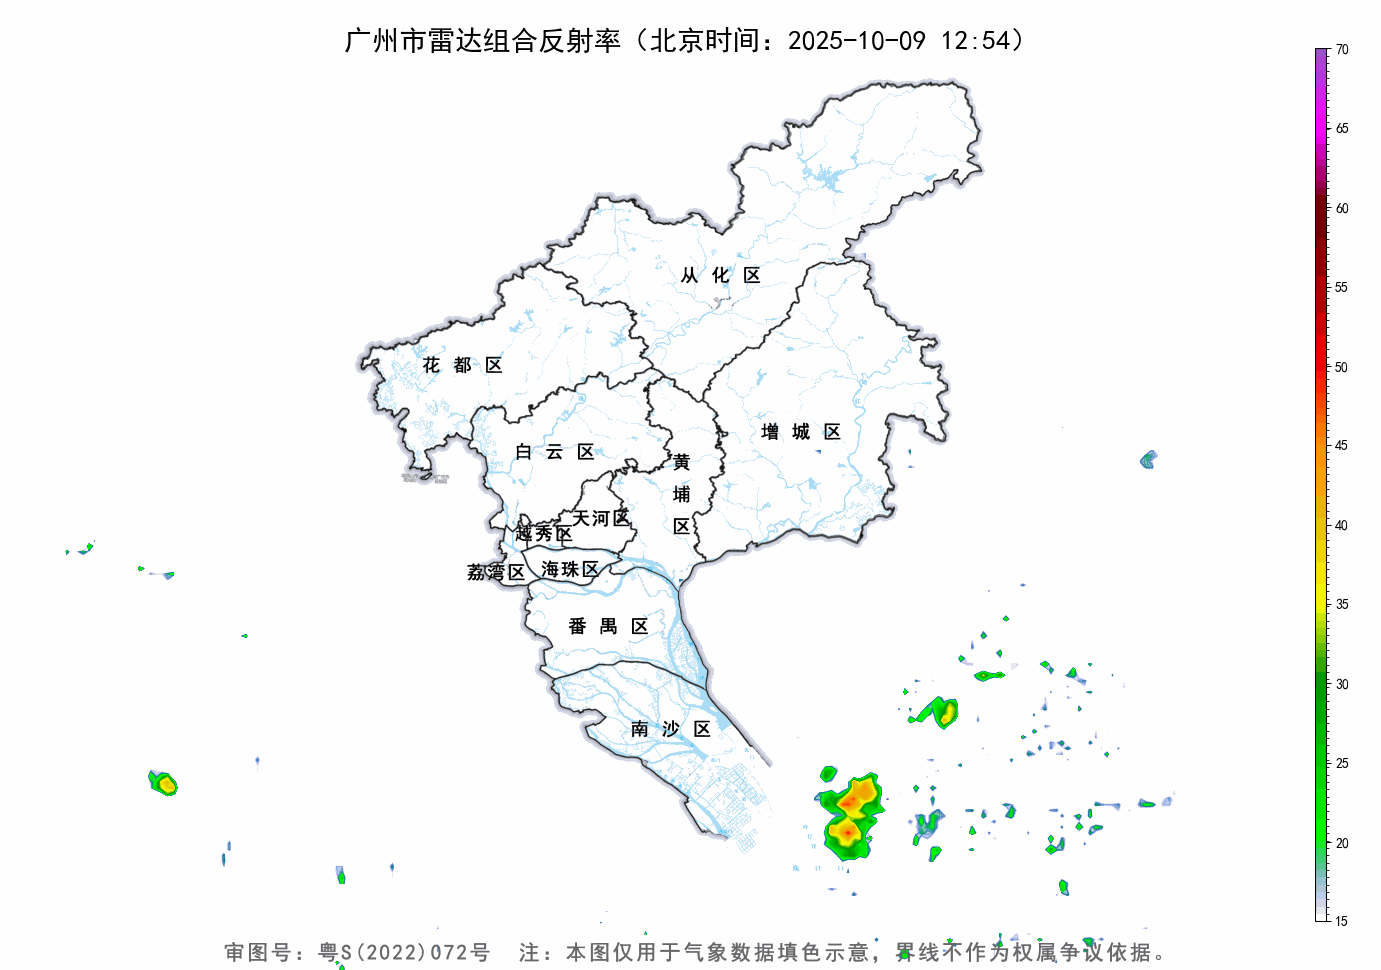 广州市雷达组合反射率（北京时间：2025-10-09 12:54）
70
65
60
55
50
45
40
35
30
25
20
15
从化区
花都区
增城区
白云区
黄埔区
天河区
越秀区
荔湾区
海珠区
番禺区
南沙区
审图号：粤S(2022)072号 注：本图仅用于气象数据填色示意，界线不作为权属争议依据。